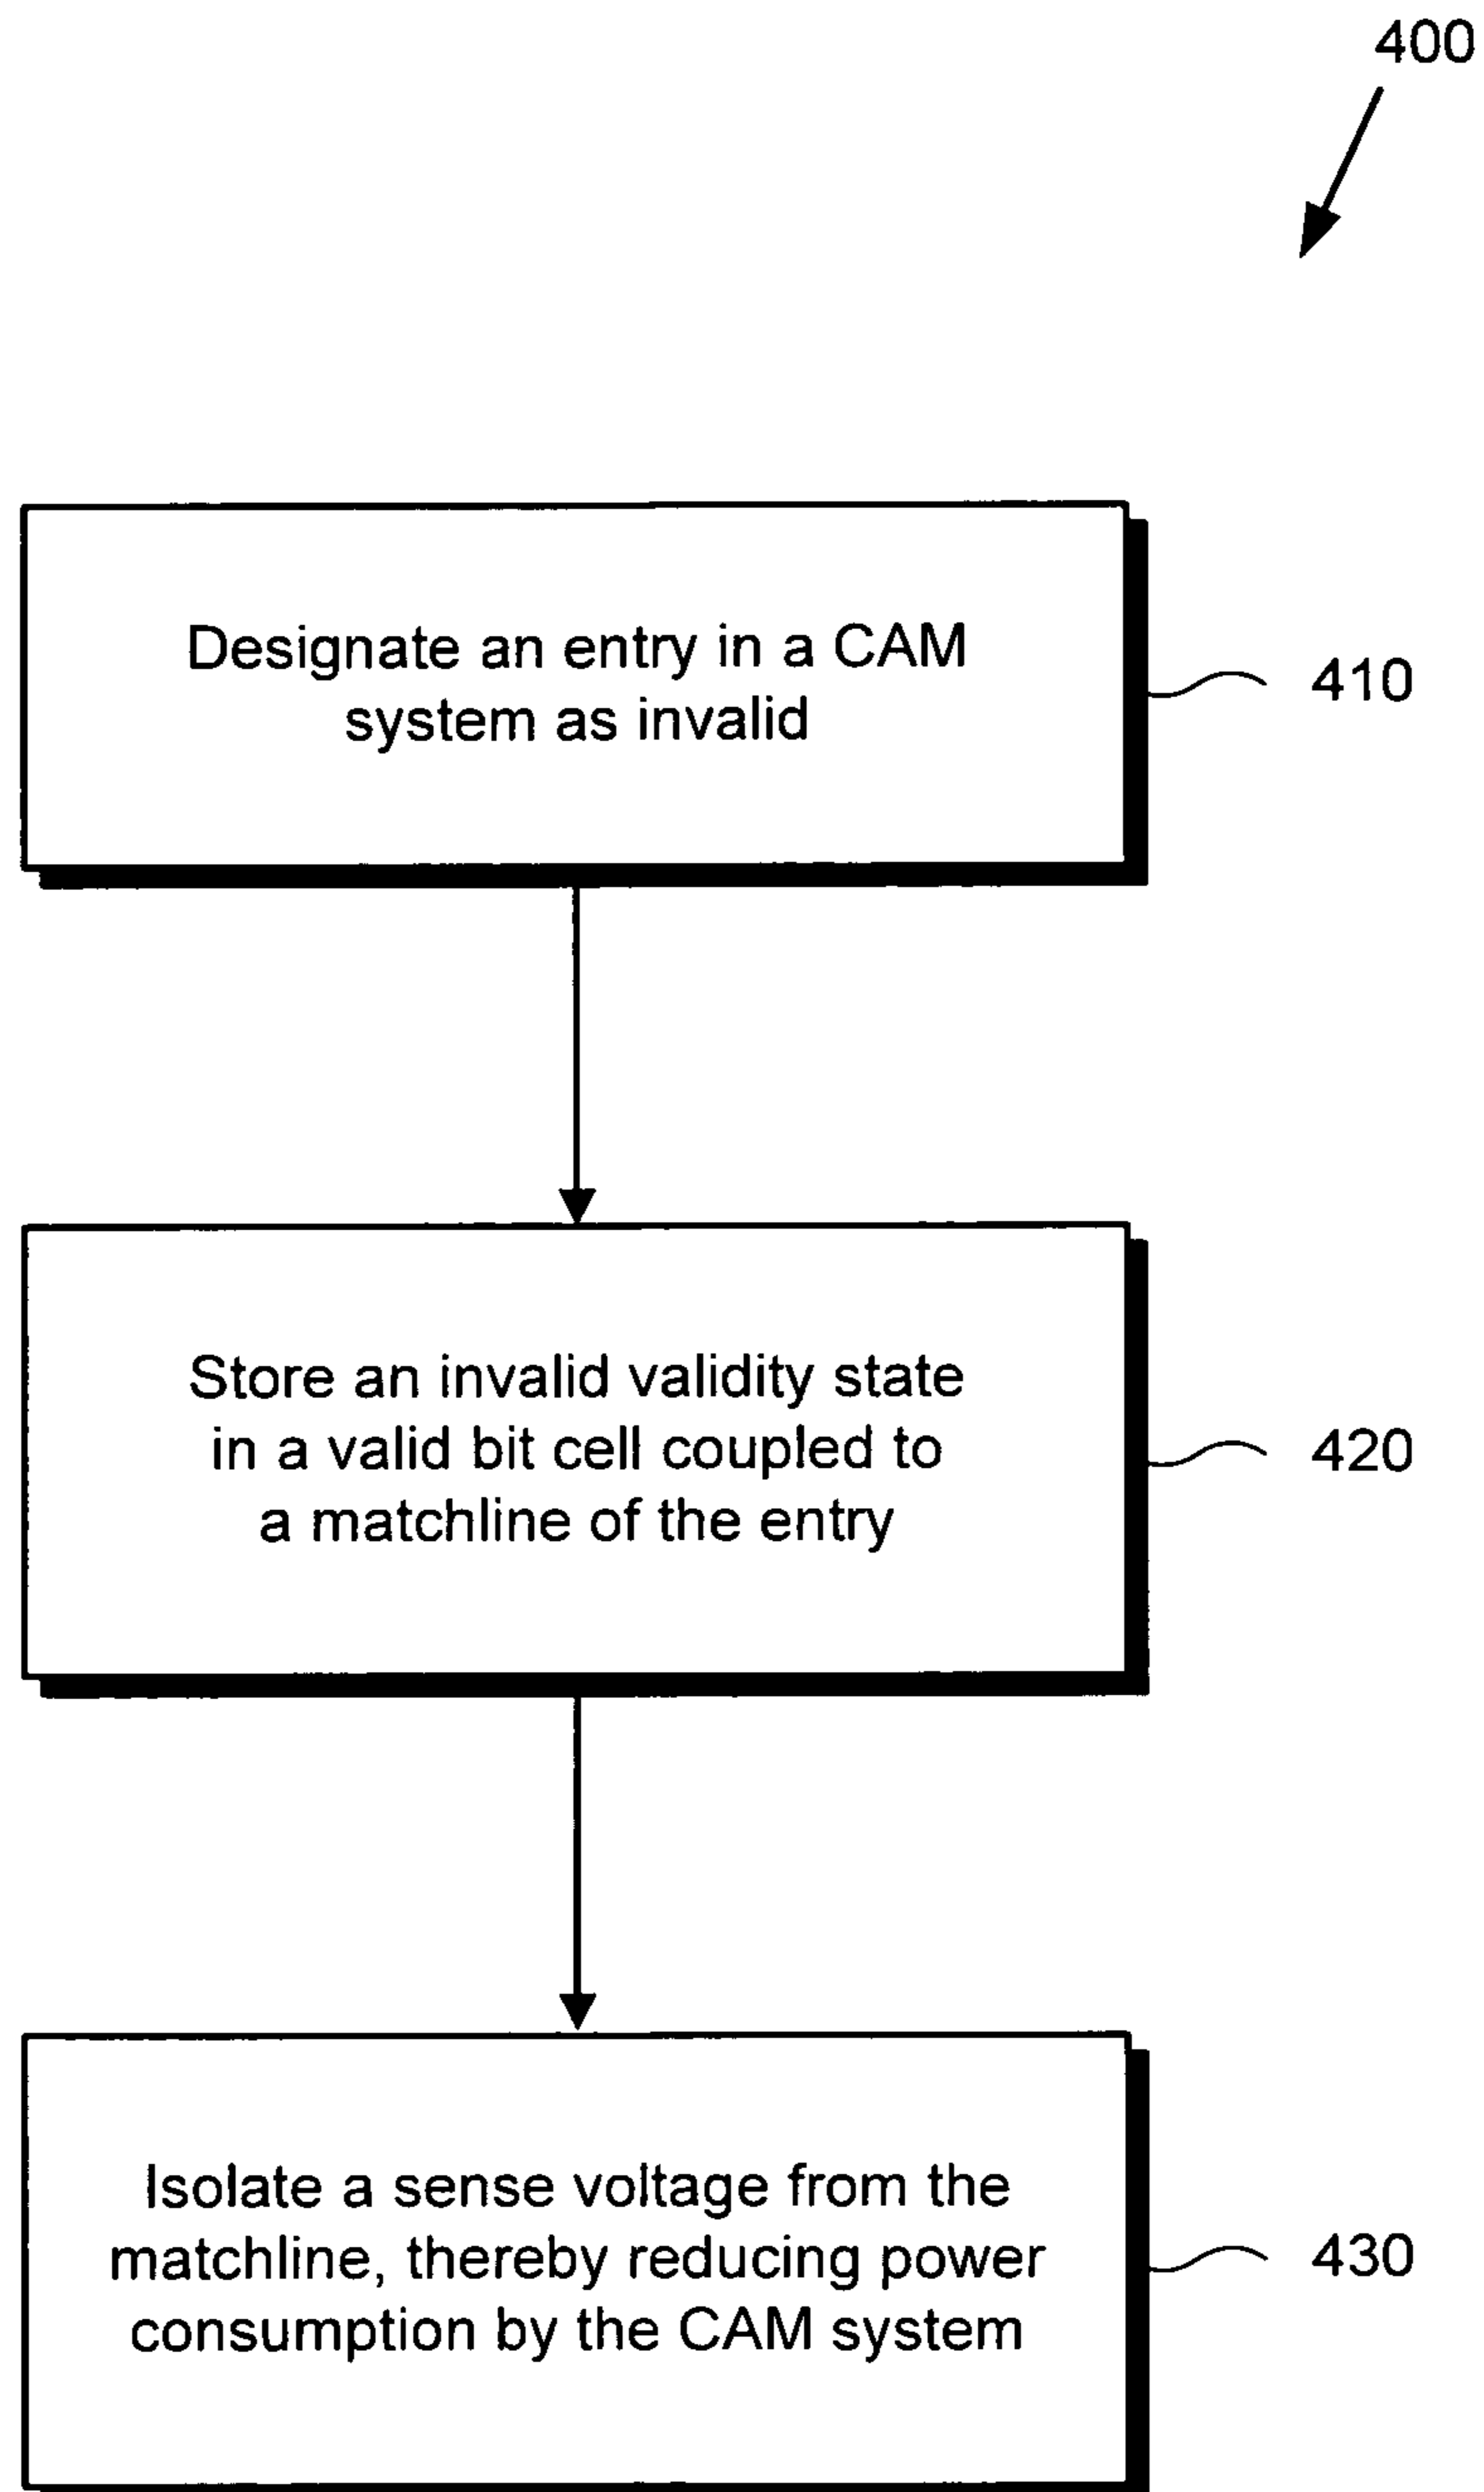 400
Designate an entry in a CAM
system as invalid
410
Store an invalid validity state
in a valid bit cell coupled to
a matchline of the entry
420
Isolate a sense voltage from the
matchline, thereby reducing power
consumption by the CAM system
430